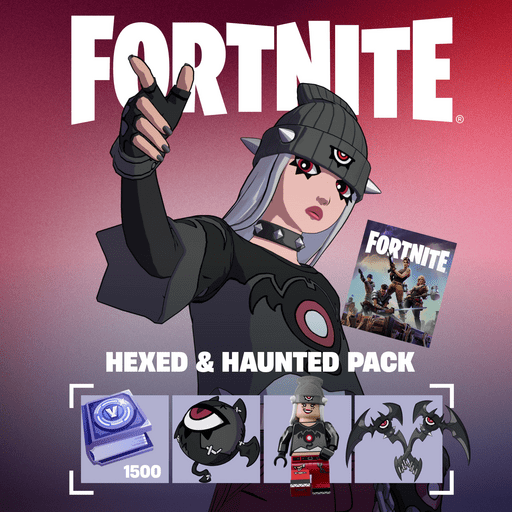 FORTNITE®
FORTNITE
HEXED & HAUNTED PACK
V
1500